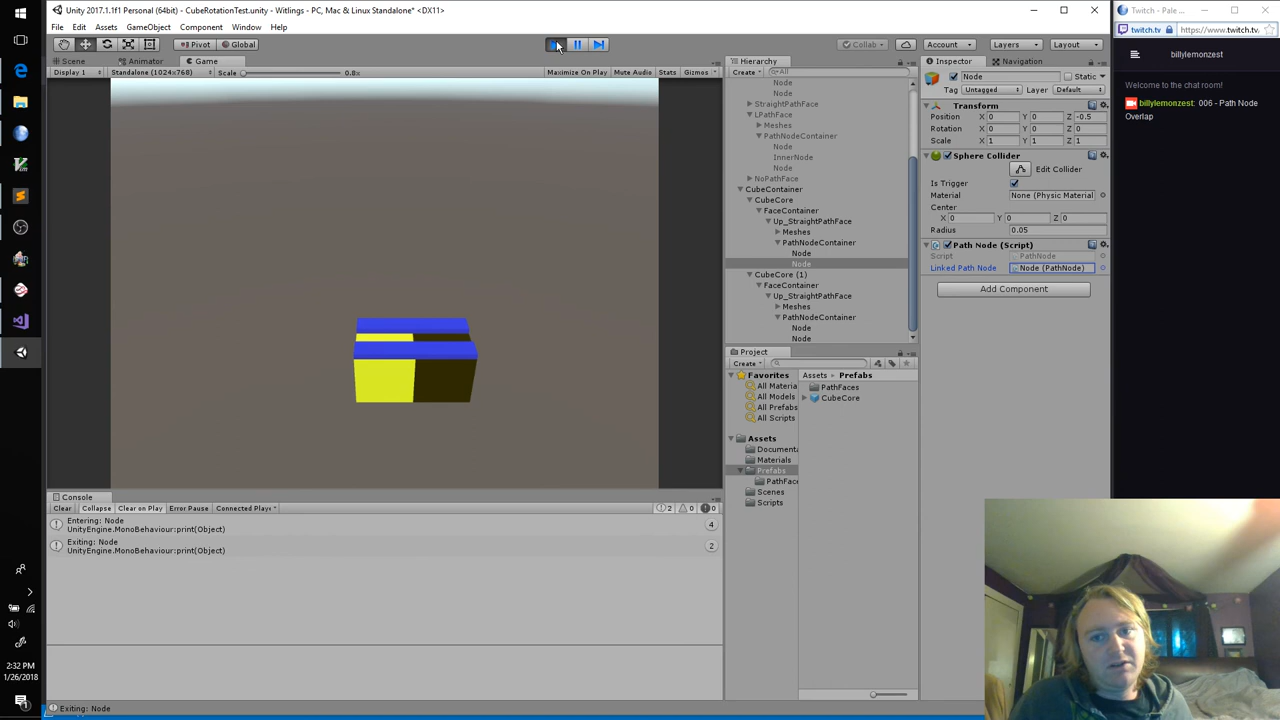 Unity 2017.1.1f1 Personal (64bit) - CubeRotationTest.unity - Witlings - PC, Mac & Linux Standalone* <DX11>
File Edit Assets GameObject Component Window Help
Pivot Global
Collab Account Layers Layout
Scene Animator Game
Display 1 Standalone (1024x768) Scale 0.8x Maximize On Play Mute Audio Stats Gizmos
Hierarchy
Create All
Node
Node
StraightPathFace
LPathFace
Meshes
PathNodeContainer
Node
InnerNode
Node
NoPathFace
CubeContainer
CubeCore
FaceContainer
Up_StraightPathFace
Meshes
PathNodeContainer
Node
Node
CubeCore (1)
FaceContainer
Up_StraightPathFace
Meshes
PathNodeContainer
Node
Node
Project
Create
Favorites
All Materia
All Models
All Prefabs
All Scripts
Assets
Documenta
Materials
Prefabs
PathFace
Scenes
Scripts
Assets Prefabs
PathFaces
CubeCore
Inspector Navigation
Node Static
Tag Untagged Layer Default
Transform
Position X 0 Y 0 Z -0.5
Rotation X 0 Y 0 Z 0
Scale X 1 Y 1 Z 1
Sphere Collider
Edit Collider
Is Trigger
Material None (Physic Material
Center
X 0 Y 0 Z 0
Radius 0.05
Path Node (Script)
Script PathNode
Linked Path Node Node (PathNode)
Add Component
Console
Clear Collapse Clear on Play Error Pause Connected Playe 2 0 0
Entering: Node
UnityEngine.MonoBehaviour:print(Object) 4
Exiting: Node
UnityEngine.MonoBehaviour:print(Object) 2
Exiting: Node
2:32 PM
1/26/2018
Twitch - Pale
twitch.tv https://www.twitch.tv
billylemonzest
Welcome to the chat room!
billylemonzest: 006 - Path Node
Overlap